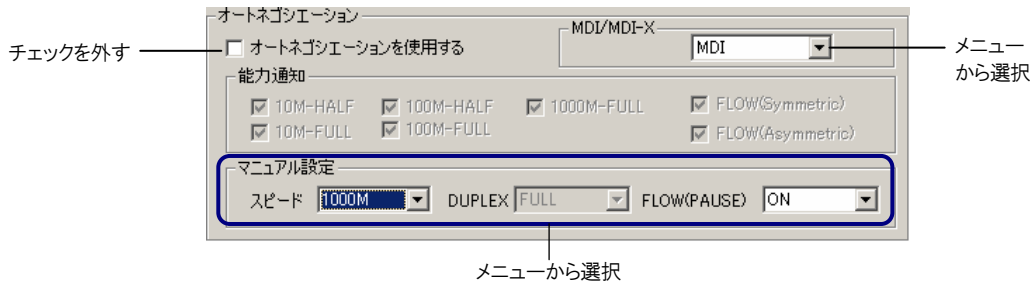 オートネゴシエーション
MDI/MDI-X
チェックを外す
オートネゴシエーションを使用する
MDI
メニュー
から選択
能力通知
10M-HALF 100M-HALF 1000M-FULL FLOW(Symmetric)
10M-FULL 100M-FULL FLOW(Asymmetric)
マニュアル設定
スピード 1000M DUPLEX FULL FLOW(PAUSE) ON
メニューから選択